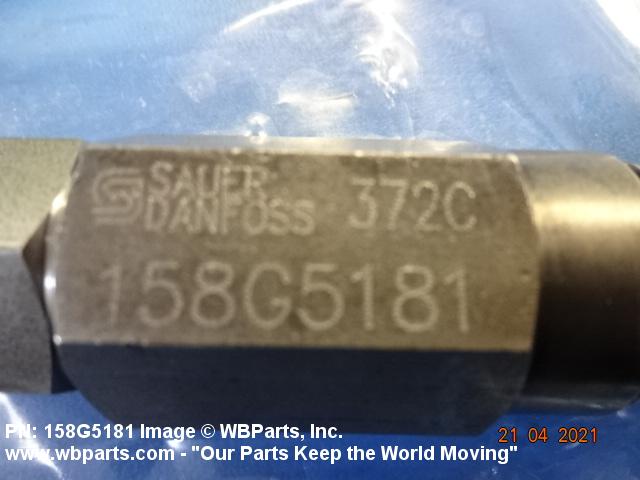 SAUER
DANFOSS 372C
158G5181
PN: 158G5181 Image © WBParts, Inc.
21 04 2021
www.wbparts.com - "Our Parts Keep the World Moving"